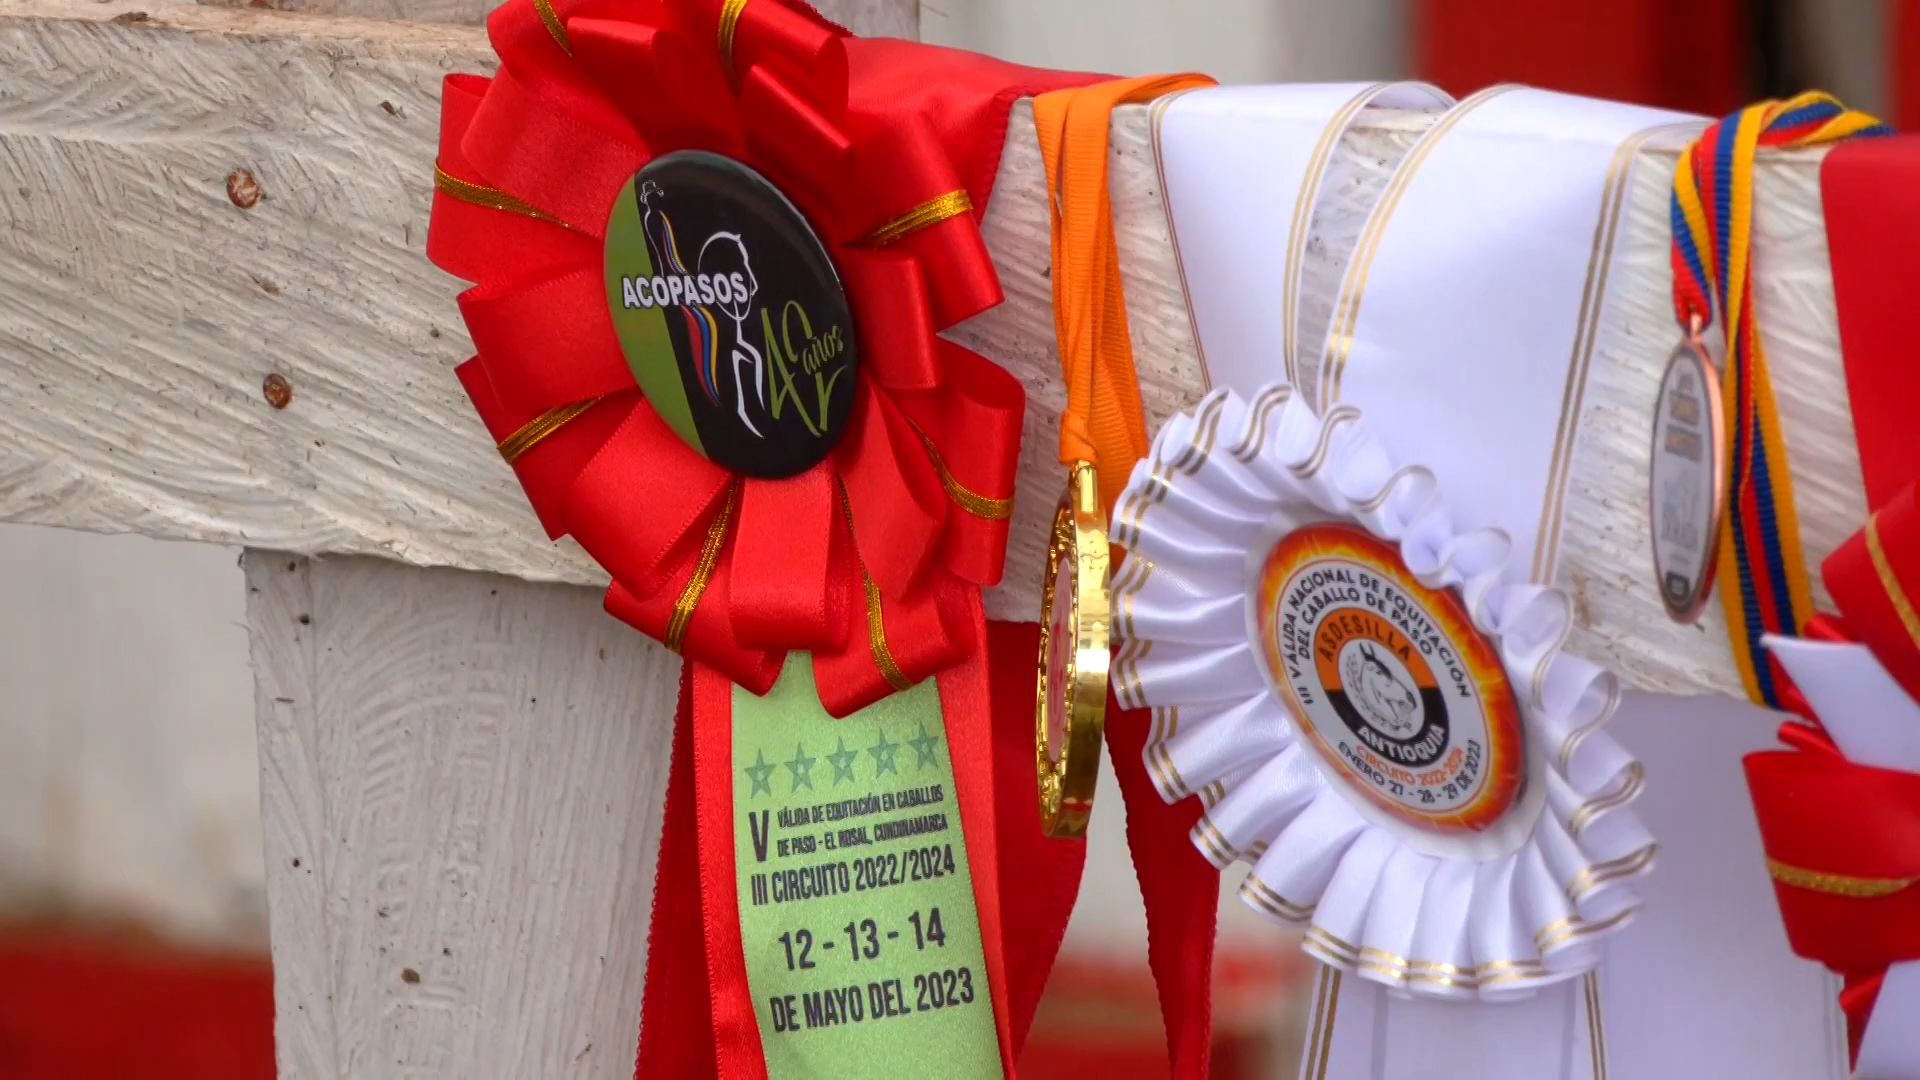 ACOPASOS
40 años
V VÁLIDA DE EQUITACIÓN EN CABALLOS
DE PASO - EL ROSAL, CUNDINAMARCA
III CIRCUITO 2022/2024
12 - 13 - 14
DE MAYO DEL 2023
III VÁLIDA NACIONAL DE EQUITACIÓN
DEL CABALLO DE PASO
ASDESILLA
ANTIOQUIA
CIRCUITO 2022-2024
ENERO 27 - 28 - 29 DE 2023